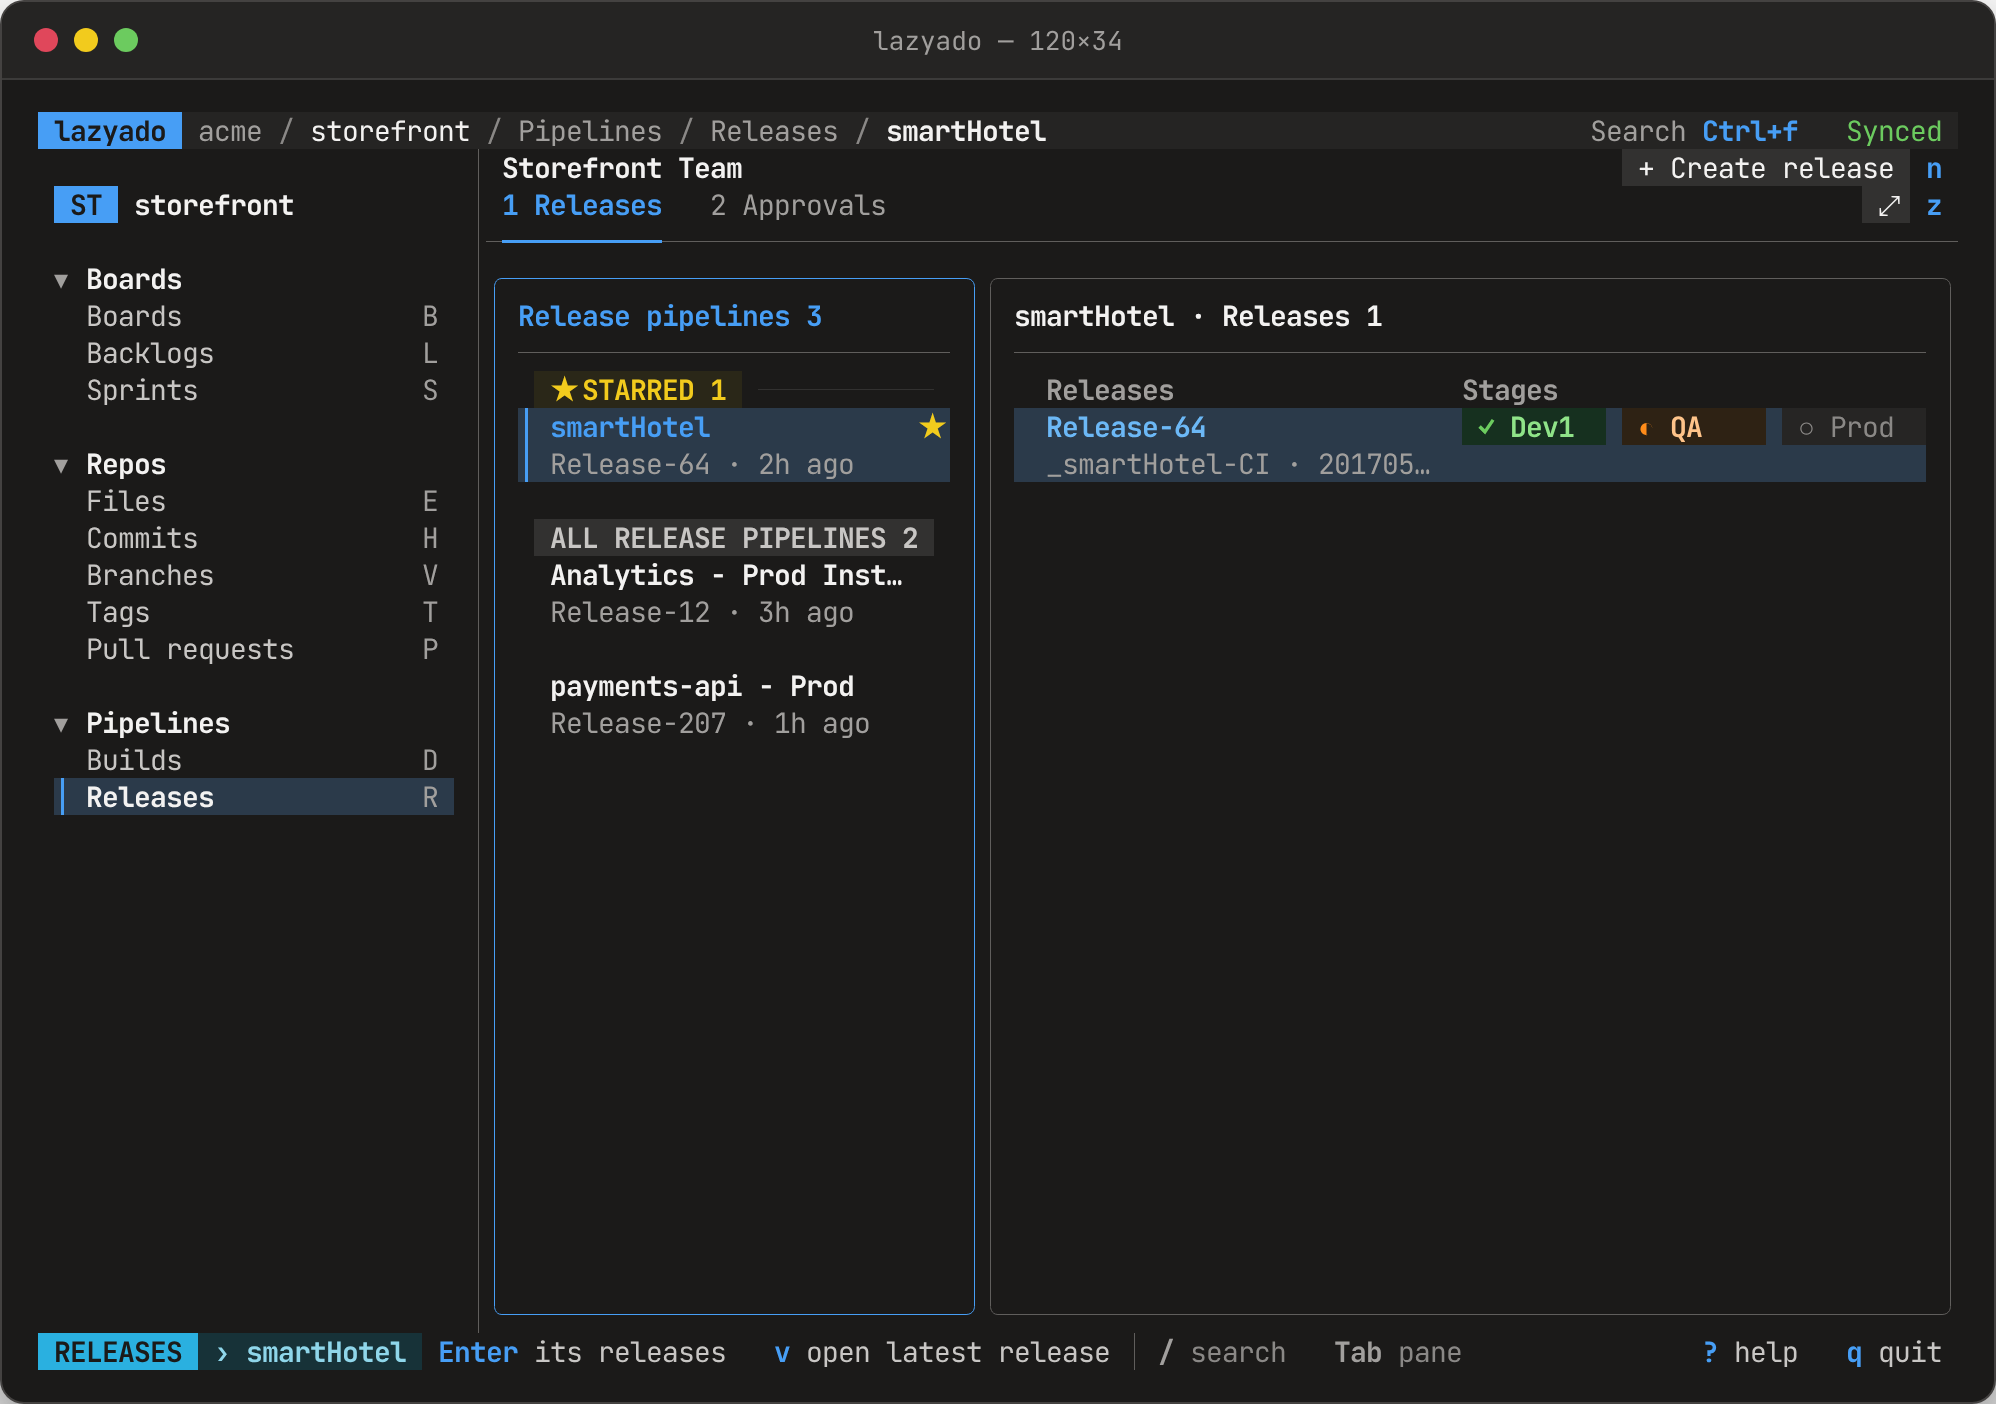 lazyado — 120×34
lazyado acme / storefront / Pipelines / Releases / smartHotel Search Ctrl+f Synced
ST storefront
▼ Boards
Boards B
Backlogs L
Sprints S
▼ Repos
Files E
Commits H
Branches V
Tags T
Pull requests P
▼ Pipelines
Builds D
Releases R
Storefront Team + Create release n
1 Releases 2 Approvals ⤢ z
Release pipelines 3
★ STARRED 1
smartHotel ★
Release-64 · 2h ago
ALL RELEASE PIPELINES 2
Analytics - Prod Inst…
Release-12 · 3h ago
payments-api - Prod
Release-207 · 1h ago
smartHotel · Releases 1
Releases Stages
Release-64 ✓ Dev1 ◐ QA ○ Prod
_smartHotel-CI · 201705…
RELEASES › smartHotel Enter its releases v open latest release / search Tab pane ? help q quit